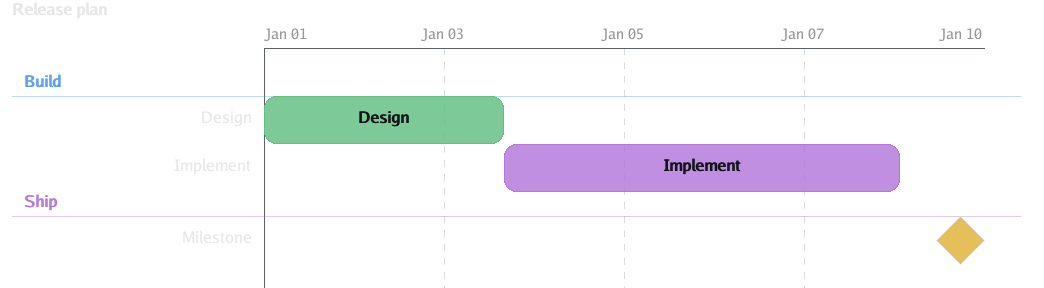 Release plan
Jan 01 Jan 03 Jan 05 Jan 07 Jan 10
Build
Design Design
Implement Implement
Ship
Milestone